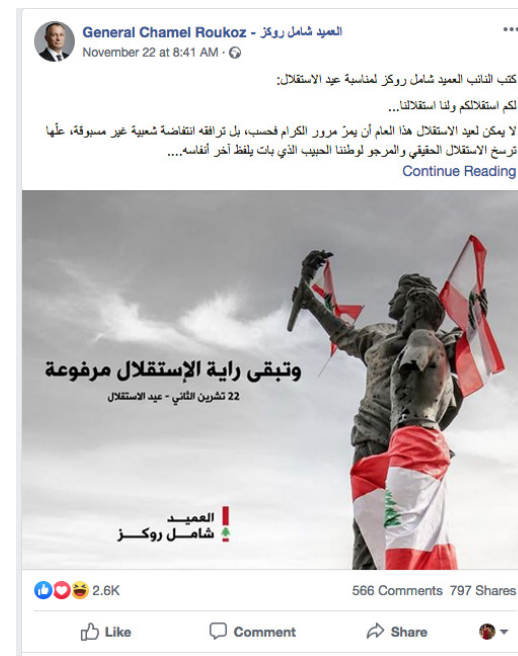 General Chamel Roukoz - العميد شامل روكز
November 22 at 8:41 AM ·
كتب النائب العميد شامل روكز لمناسبة عيد الاستقلال:
لكم استقلالكم ولنا استقلالنا...
لا يمكن لعيد الاستقلال هذا العام أن يمرّ مرور الكرام فحسب، بل ترافقه انتفاضة شعبية غير مسبوقة، علّها
ترسخ الاستقلال الحقيقي والمرجو لوطننا الحبيب الذي بات يلفظ آخر أنفاسه....
Continue Reading
وتبقى راية الإستقلال مرفوعة
22 تشرين الثاني - عيد الاستقلال
العميد
شامل روكز
2.6K
566 Comments 797 Shares
Like Comment Share